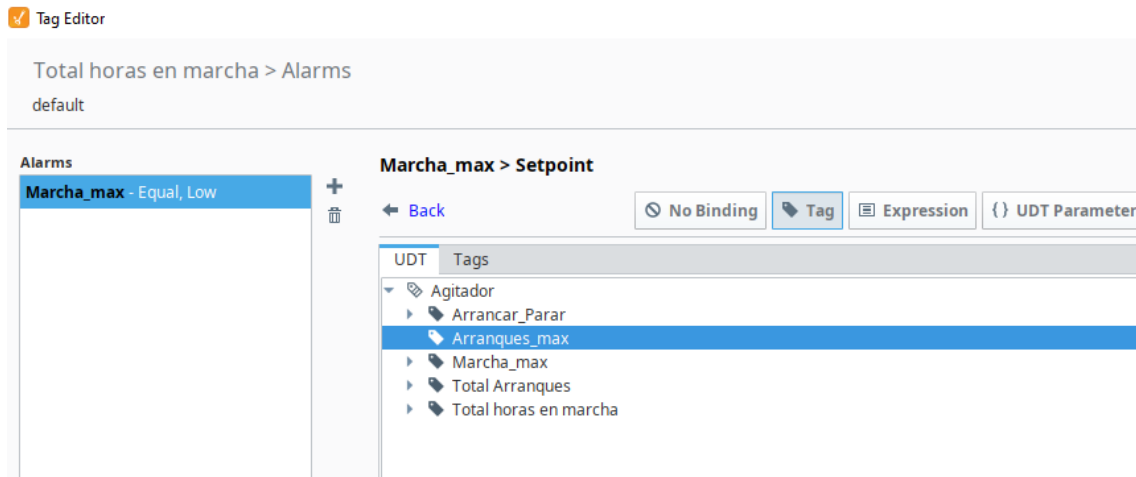 Tag Editor
Total horas en marcha > Alarms
default
Alarms
Marcha_max - Equal, Low
Marcha_max > Setpoint
Back
No Binding
Tag
Expression
{} UDT Parameter
UDT
Tags
Agitador
Arrancar_Parar
Arranques_max
Marcha_max
Total Arranques
Total horas en marcha